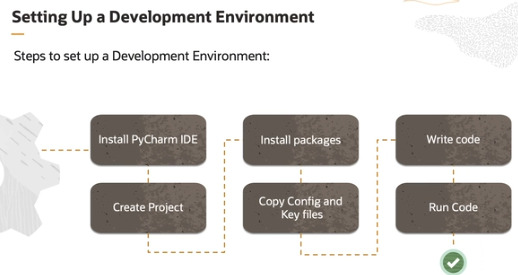 Setting Up a Development Environment
Steps to set up a Development Environment:
Install PyCharm IDE
Create Project
Install packages
Copy Config and
Key files
Write code
Run Code